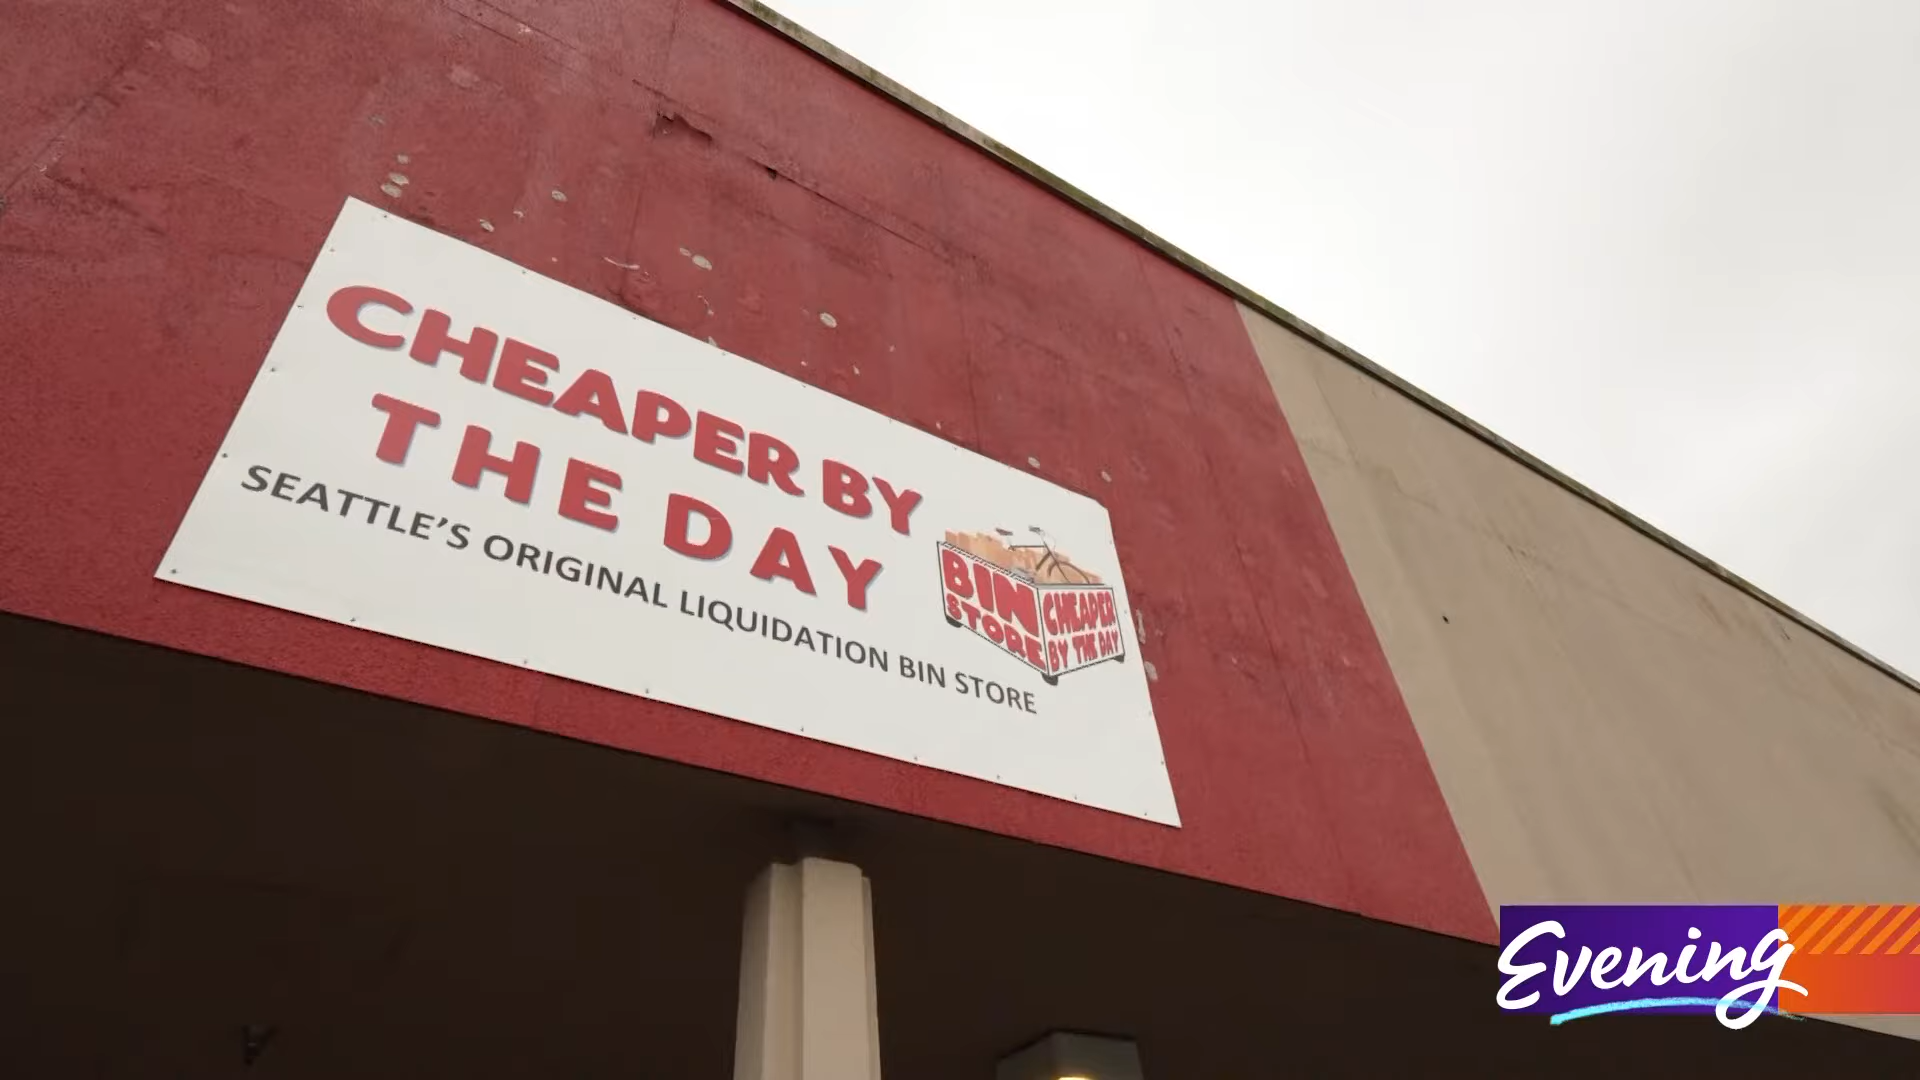 CHEAPER BY
THE DAY
SEATTLE'S ORIGINAL LIQUIDATION BIN STORE
BIN
STORE
CHEAPER
BY THE DAY
Evening